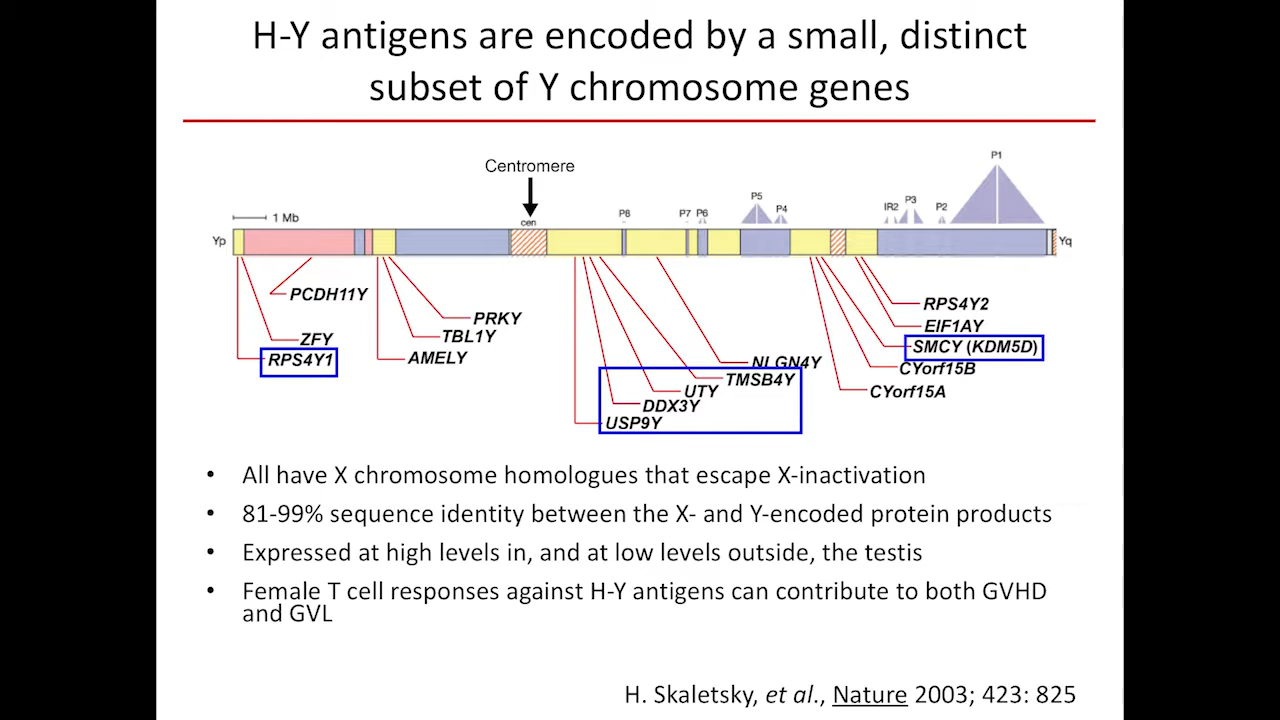 H-Y antigens are encoded by a small, distinct
subset of Y chromosome genes
Centromere
P1
P5
P4
IR2
P3
P2
1 Mb
cen
P8
P7
P6
Yp
Yq
PCDH11Y
ZFY
RPS4Y1
PRKY
TBL1Y
AMELY
NLGN4Y
TMSB4Y
UTY
DDX3Y
USP9Y
RPS4Y2
EIF1AY
SMCY (KDM5D)
CYorf15B
CYorf15A
• All have X chromosome homologues that escape X-inactivation
• 81-99% sequence identity between the X- and Y-encoded protein products
• Expressed at high levels in, and at low levels outside, the testis
• Female T cell responses against H-Y antigens can contribute to both GVHD
and GVL
H. Skaletsky, et al., Nature 2003; 423: 825